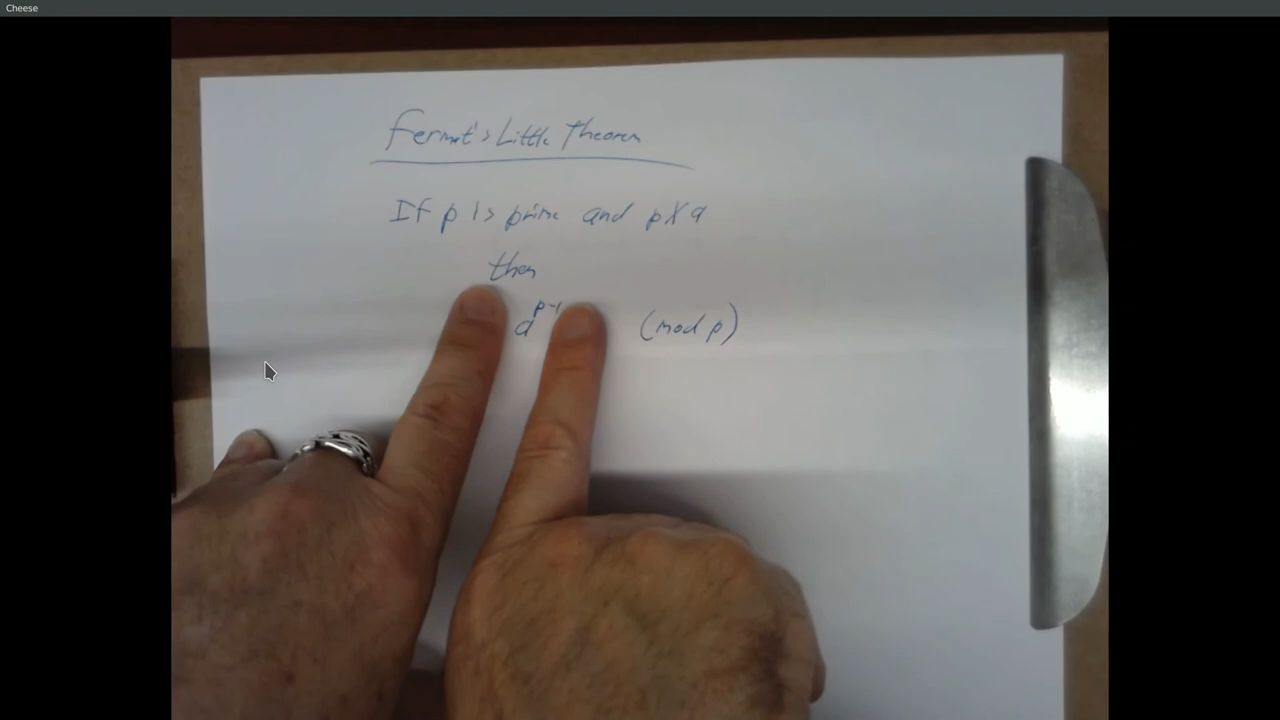 Cheese
Fermat's Little Theorem
If p is prime and p∤a
then
a^{p-1} (mod p)